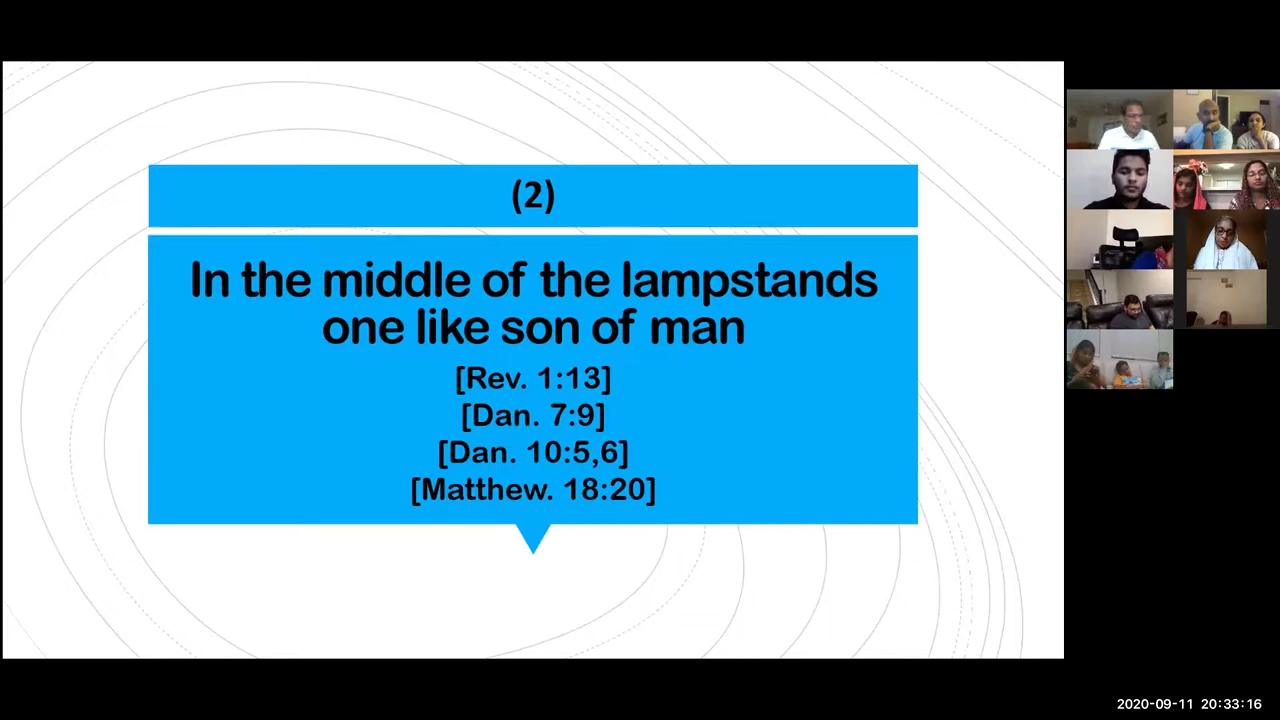 (2)
In the middle of the lampstands
one like son of man
[Rev. 1:13]
[Dan. 7:9]
[Dan. 10:5,6]
[Matthew. 18:20]
2020-09-11 20:33:16